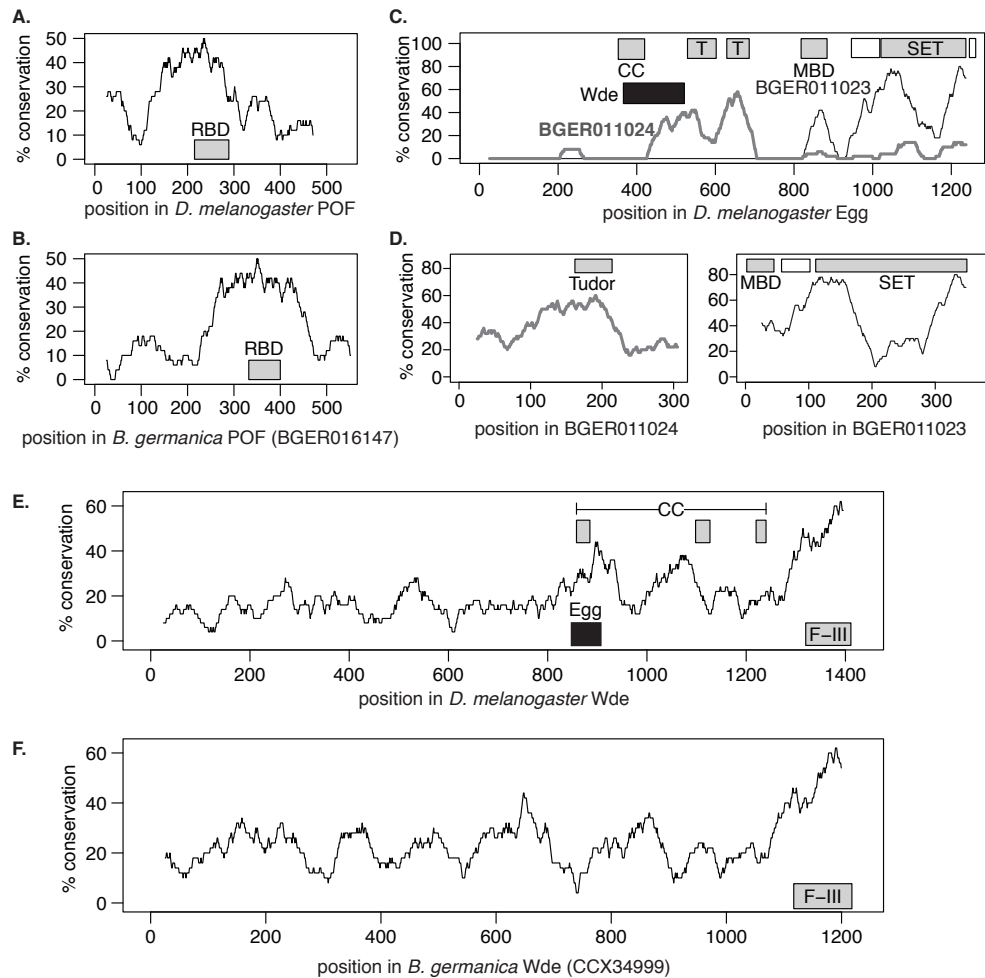 A.
% conservation
50
40
30
20
10
0
RBD
0 100 200 300 400 500
position in D. melanogaster POF
B.
% conservation
50
40
30
20
10
0
RBD
0 100 200 300 400 500
position in B. germanica POF (BGER016147)
C.
% conservation
100
80
60
40
20
0
T T SET
CC MBD
Wde BGER011023
BGER011024
0 200 400 600 800 1000 1200
position in D. melanogaster Egg
D.
% conservation
80
60
40
20
0
Tudor
0 100 200 300
position in BGER011024
80
60
40
20
0
MBD SET
0 100 200 300
position in BGER011023
E.
% conservation
60
40
20
0
CC
Egg
F−III
0 200 400 600 800 1000 1200 1400
position in D. melanogaster Wde
F.
% conservation
60
40
20
0
F−III
0 200 400 600 800 1000 1200
position in B. germanica Wde (CCX34999)